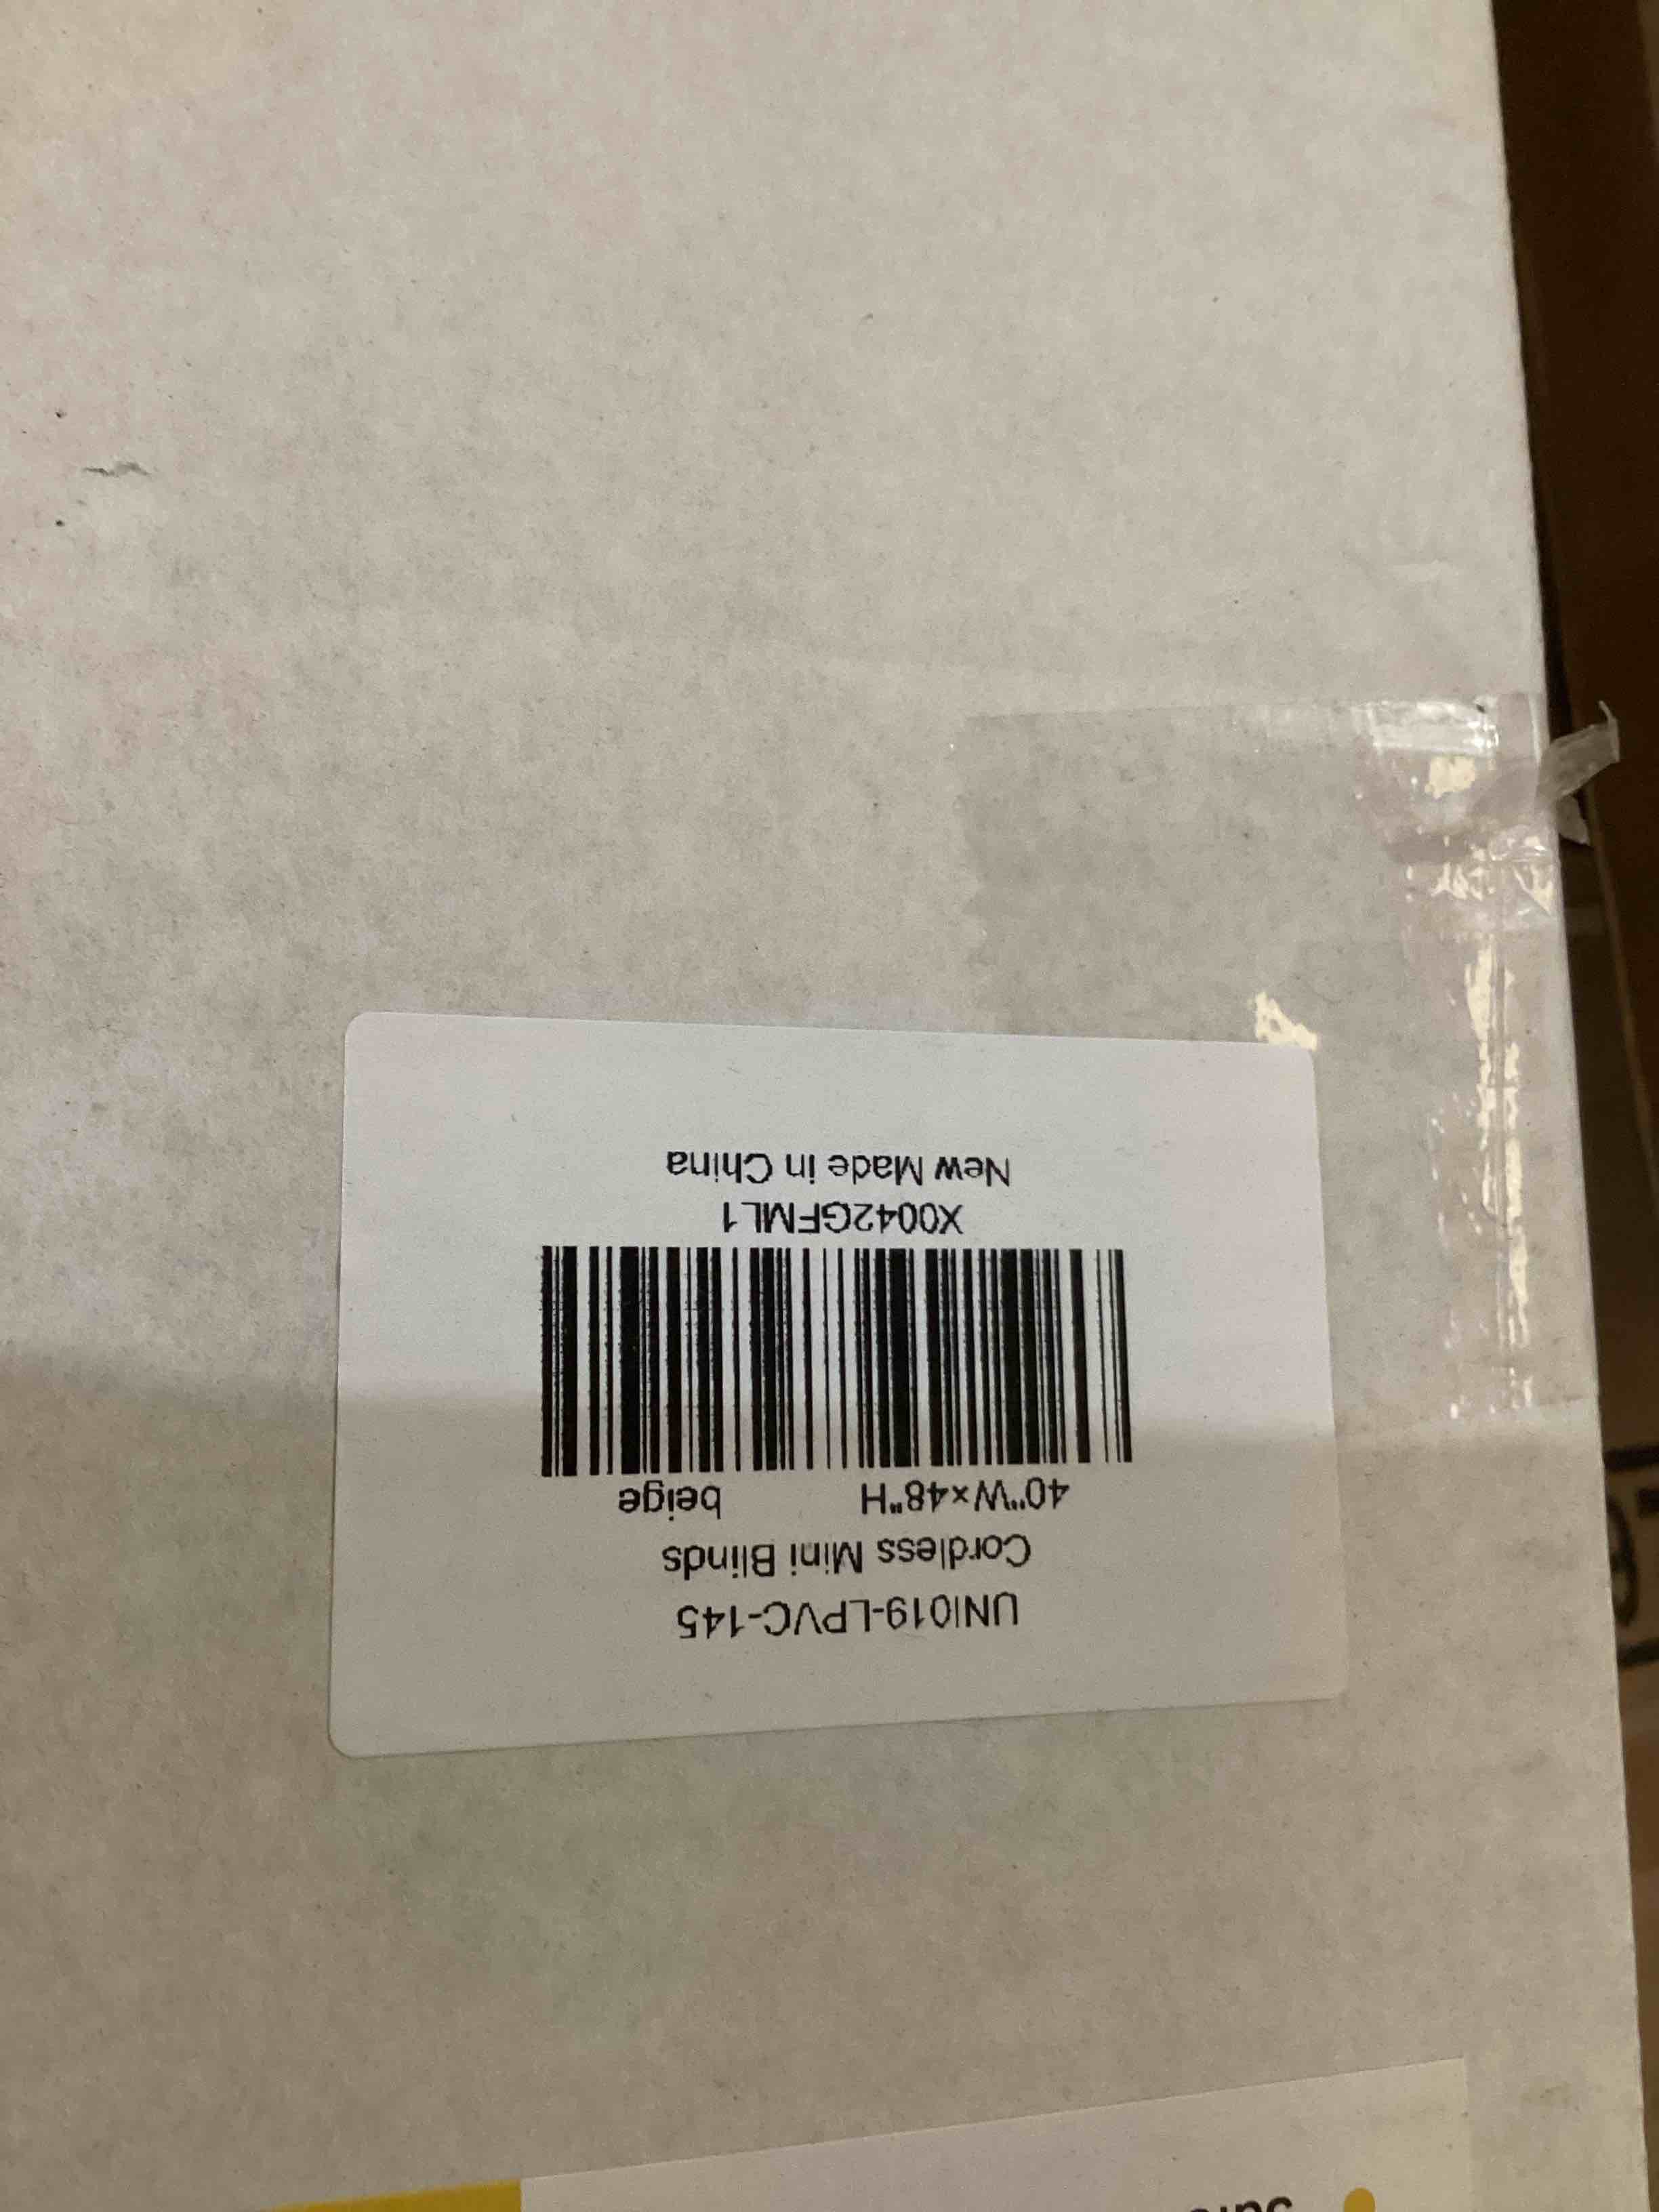 UNI019-LPVC-145
Cordless Mini Blinds
40"W×48"H beige
X0042GFML1
New Made in China